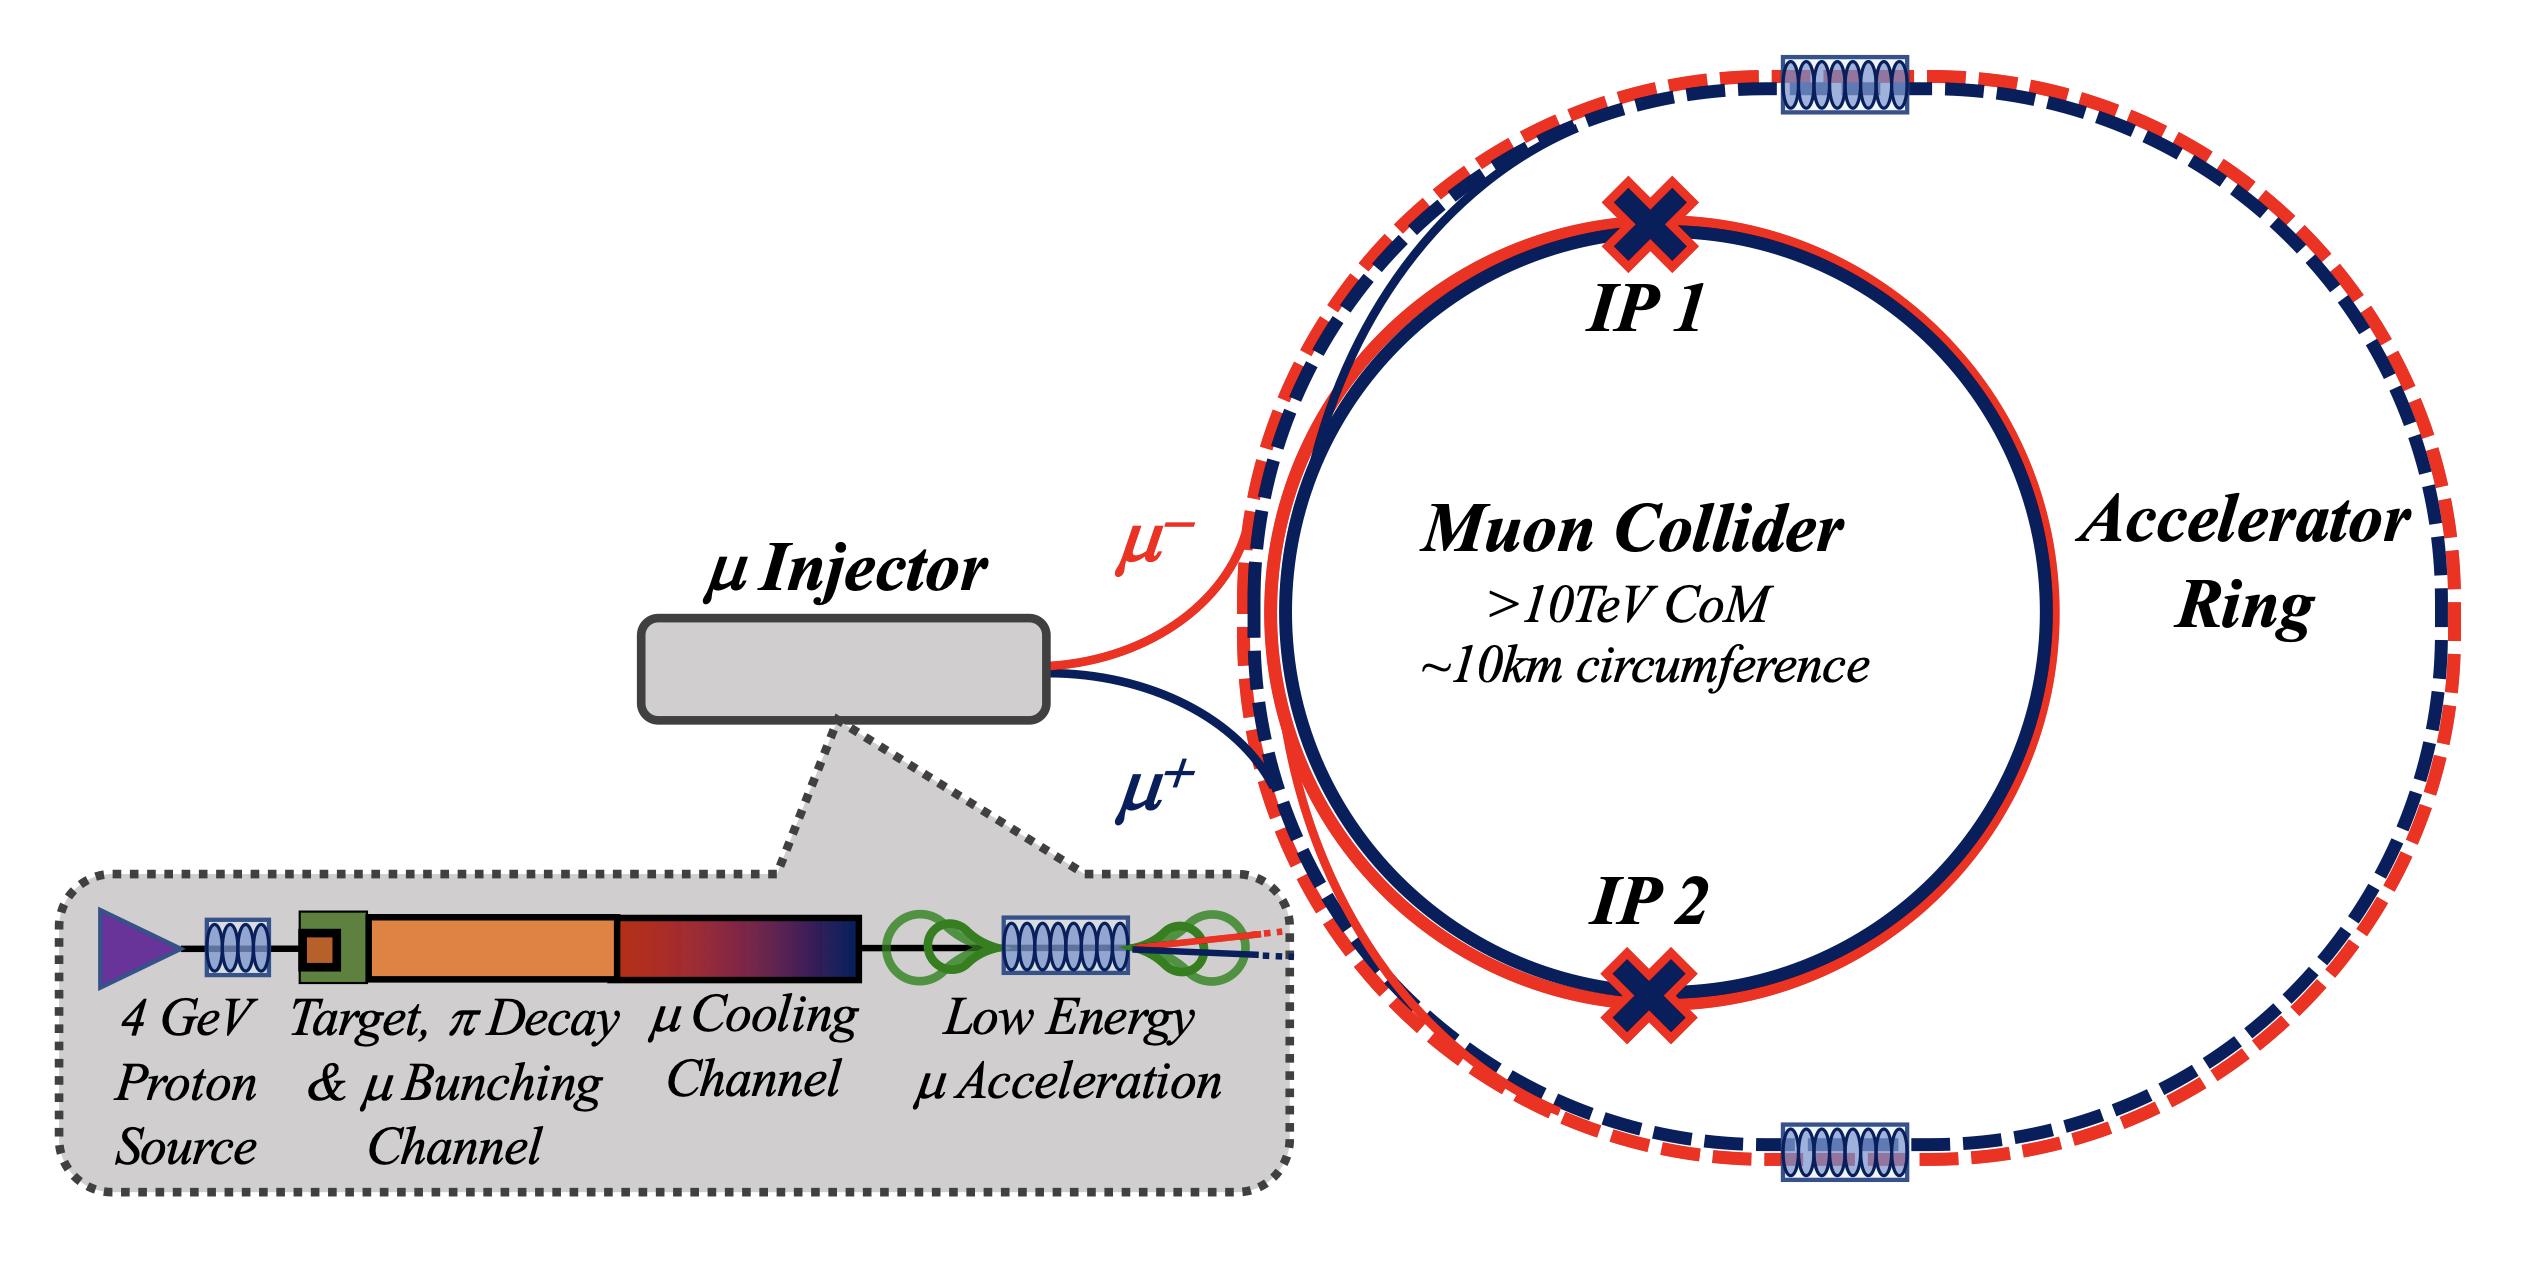 IP 1
Muon Collider
>10TeV CoM
~10km circumference
Accelerator
Ring
μ⁻
μ Injector
μ⁺
IP 2
4 GeV
Proton
Source
Target, π Decay
& μ Bunching
Channel
μ Cooling
Channel
Low Energy
μ Acceleration